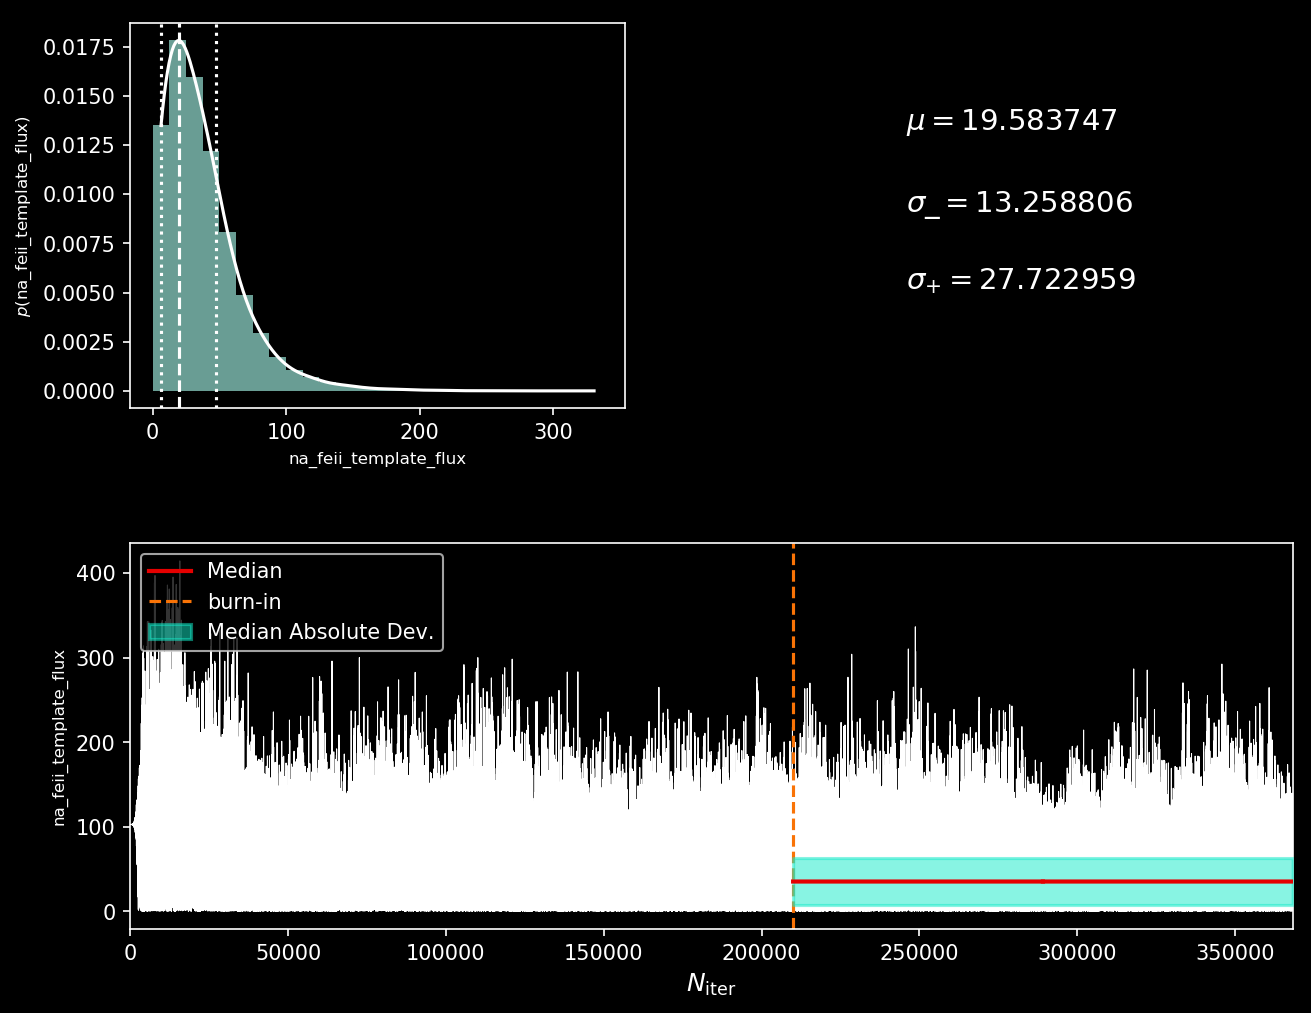 0.0175
0.0150
0.0125
0.0100
0.0075
0.0050
0.0025
0.0000
p(na_feii_template_flux)
0 100 200 300
na_feii_template_flux
μ = 19.583747
σ_ = 13.258806
σ+ = 27.722959
400
300
200
100
0
na_feii_template_flux
Median
burn-in
Median Absolute Dev.
0 50000 100000 150000 200000 250000 300000 350000
Niter